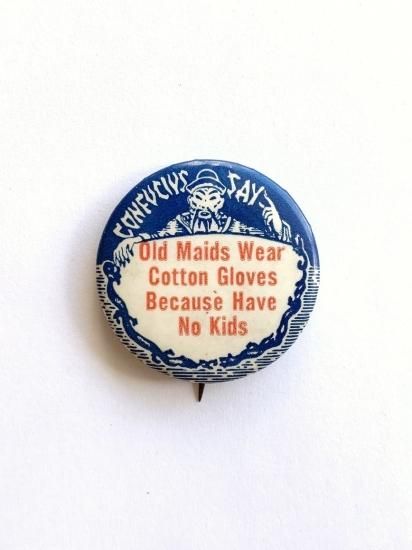 CONFUCIUS SAY-
Old Maids Wear
Cotton Gloves
Because Have
No Kids